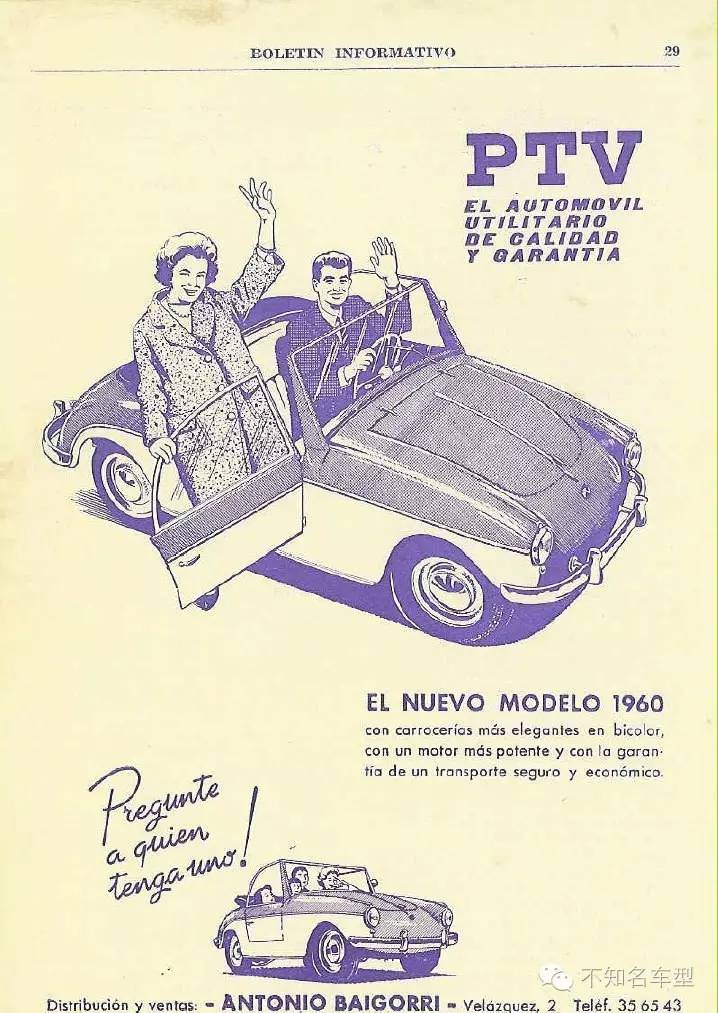 BOLETIN INFORMATIVO 29
PTV
EL AUTOMOVIL
UTILITARIO
DE CALIDAD
Y GARANTIA
EL NUEVO MODELO 1960
con carrocerías más elegantes en bicolor,
con un motor más potente y con la garan-
tía de un transporte seguro y económico.
Pregunte
a quien
tenga uno!
不知名车型
Distribución y ventas: - ANTONIO BAIGORRI - Velázquez, 2 Teléf. 35 65 43